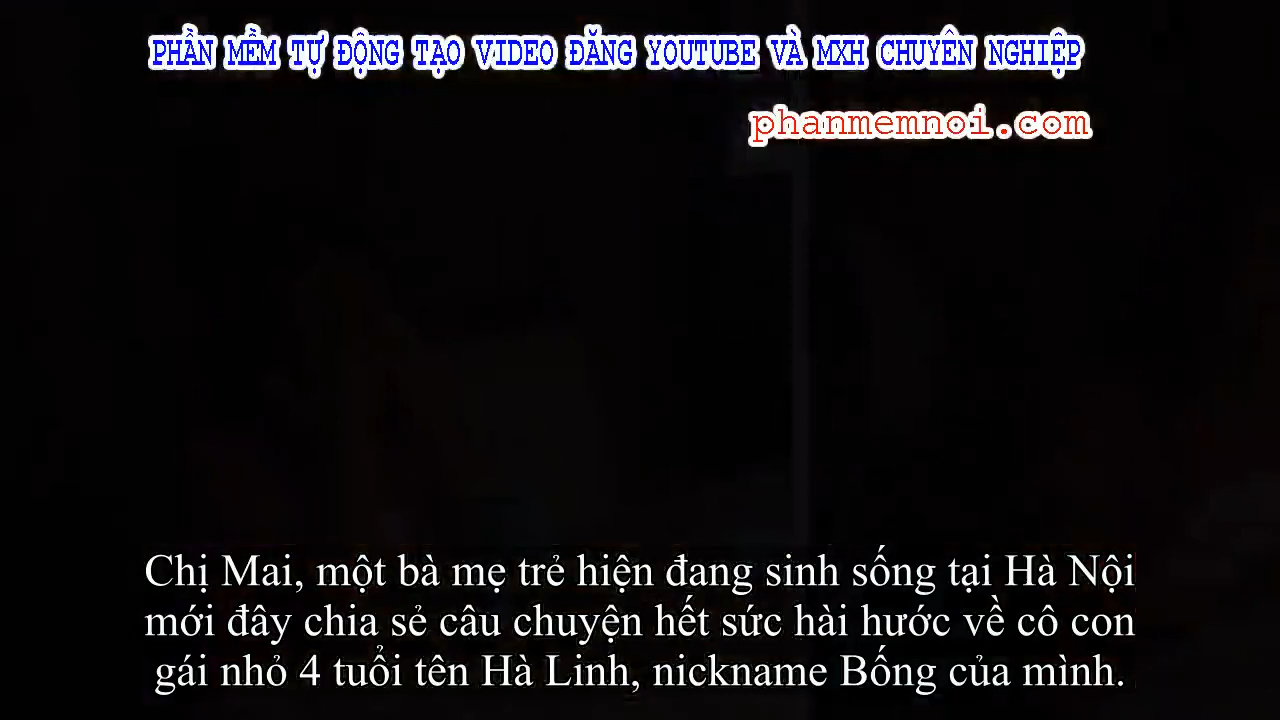 PHẦN MỀM TỰ ĐỘNG TẠO VIDEO ĐĂNG YOUTUBE VÀ MXH CHUYÊN NGHIỆP
phanmemnoi.com
Chị Mai, một bà mẹ trẻ hiện đang sinh sống tại Hà Nội
mới đây chia sẻ câu chuyện hết sức hài hước về cô con
gái nhỏ 4 tuổi tên Hà Linh, nickname Bống của mình.